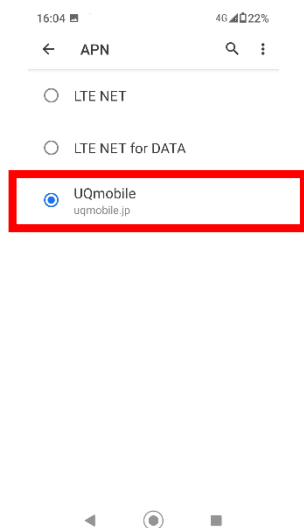 16:04 4G 22%
APN
LTE NET
LTE NET for DATA
UQmobile
uqmobile.jp